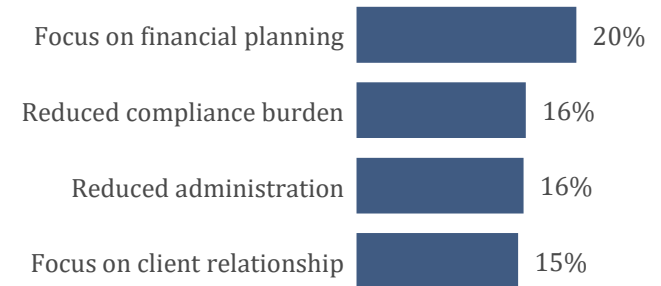 Focus on financial planning 20%
Reduced compliance burden 16%
Reduced administration 16%
Focus on client relationship 15%